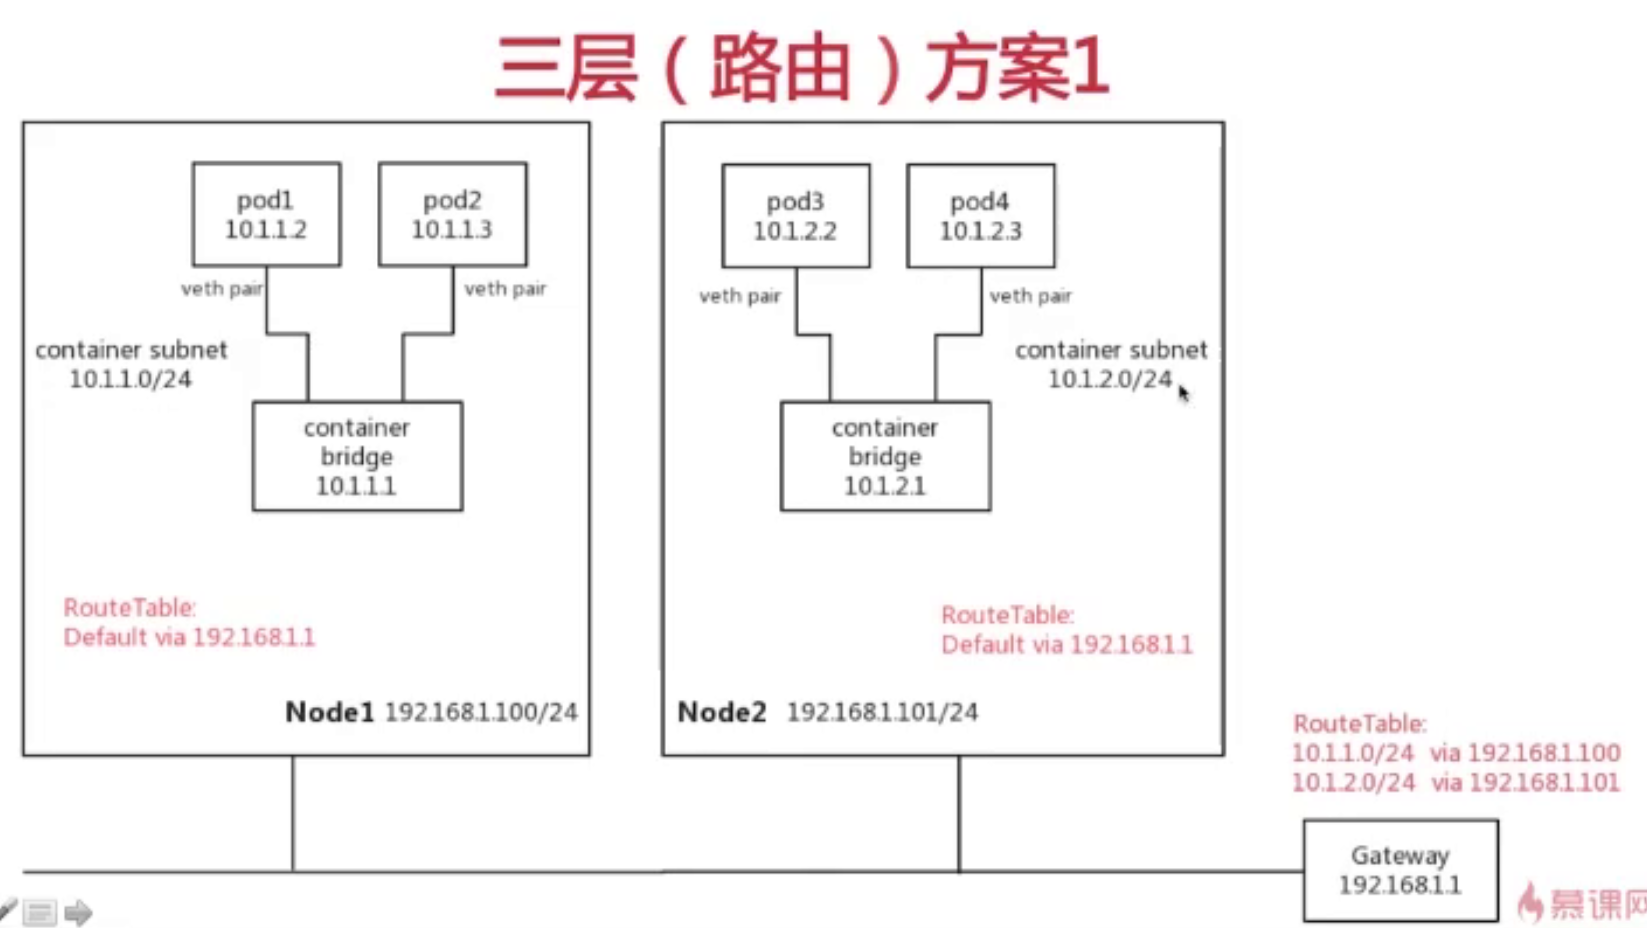 三层（路由）方案1
pod1
10.1.1.2
pod2
10.1.1.3
veth pair
veth pair
container subnet
10.1.1.0/24
container
bridge
10.1.1.1
RouteTable:
Default via 192.168.1.1
Node1 192.168.1.100/24
pod3
10.1.2.2
pod4
10.1.2.3
veth pair
veth pair
container subnet
10.1.2.0/24
container
bridge
10.1.2.1
RouteTable:
Default via 192.168.1.1
Node2 192.168.1.101/24
RouteTable:
10.1.1.0/24 via 192.168.1.100
10.1.2.0/24 via 192.168.1.101
Gateway
192.168.1.1
慕课网